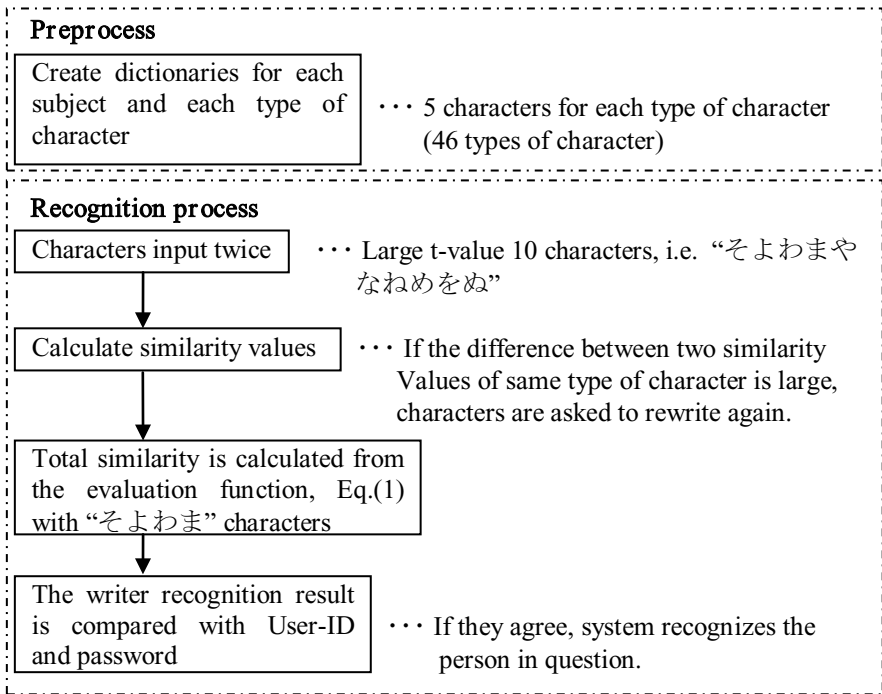 Preprocess
Create dictionaries for each
subject and each type of
character
･･･ 5 characters for each type of character
(46 types of character)
Recognition process
Characters input twice
･･･ Large t-value 10 characters, i.e. “そよわまや
なねめをぬ”
Calculate similarity values
･･･ If the difference between two similarity
Values of same type of character is large,
characters are asked to rewrite again.
Total similarity is calculated from
the evaluation function, Eq.(1)
with “そよわま” characters
The writer recognition result
is compared with User-ID
and password
･･･ If they agree, system recognizes the
person in question.